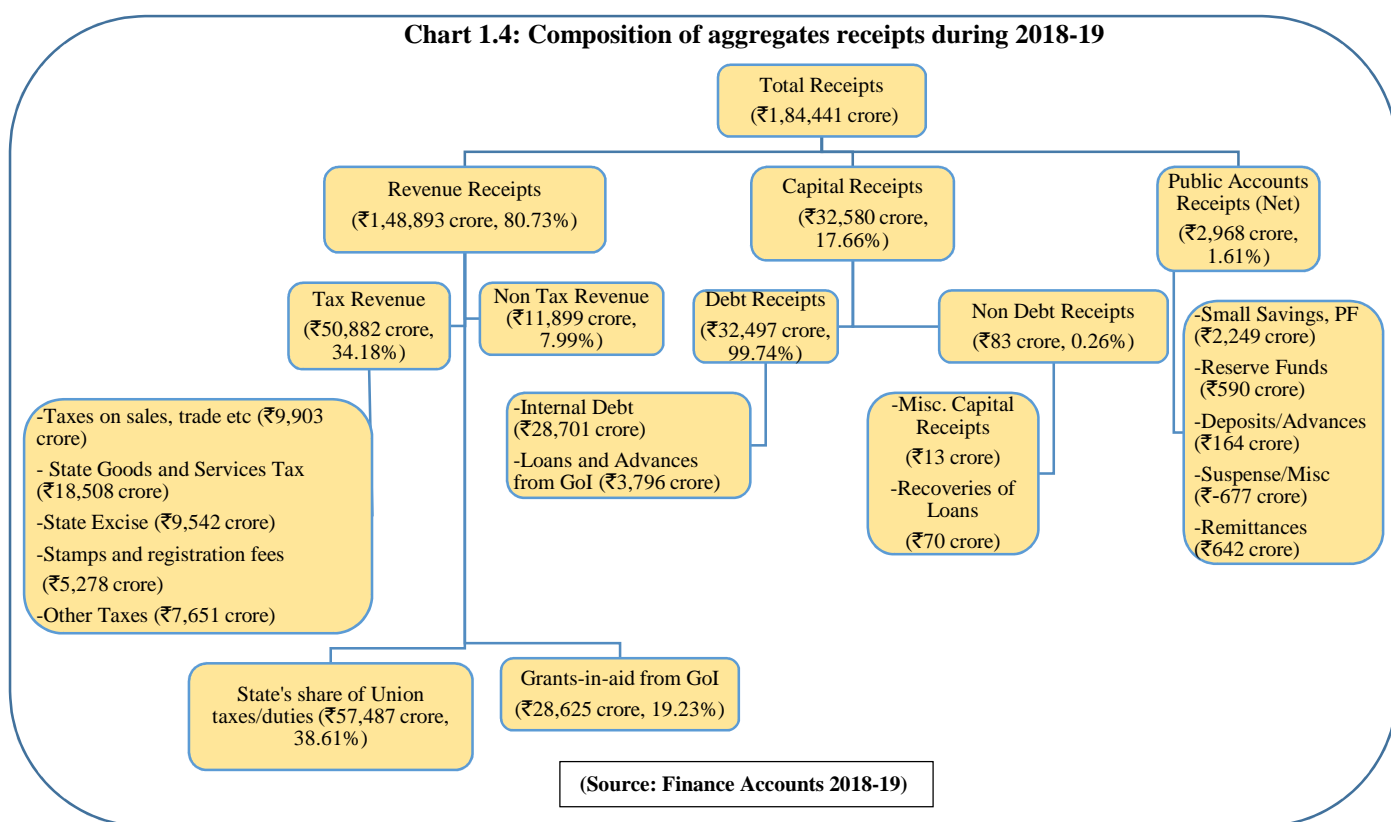 Chart 1.4: Composition of aggregates receipts during 2018-19
Total Receipts
(₹1,84,441 crore)
Revenue Receipts
(₹1,48,893 crore, 80.73%)
Capital Receipts
(₹32,580 crore,
17.66%)
Public Accounts
Receipts (Net)
(₹2,968 crore,
1.61%)
Tax Revenue
(₹50,882 crore,
34.18%)
Non Tax Revenue
(₹11,899 crore,
7.99%)
Debt Receipts
(₹32,497 crore,
99.74%)
Non Debt Receipts
(₹83 crore, 0.26%)
-Small Savings, PF
(₹2,249 crore)
-Reserve Funds
(₹590 crore)
-Deposits/Advances
(₹164 crore)
-Suspense/Misc
(₹-677 crore)
-Remittances
(₹642 crore)
-Taxes on sales, trade etc (₹9,903
crore)
- State Goods and Services Tax
(₹18,508 crore)
-State Excise (₹9,542 crore)
-Stamps and registration fees
(₹5,278 crore)
-Other Taxes (₹7,651 crore)
-Internal Debt
(₹28,701 crore)
-Loans and Advances
from GoI (₹3,796 crore)
-Misc. Capital
Receipts
(₹13 crore)
-Recoveries of
Loans
(₹70 crore)
State's share of Union
taxes/duties (₹57,487 crore,
38.61%)
Grants-in-aid from GoI
(₹28,625 crore, 19.23%)
(Source: Finance Accounts 2018-19)